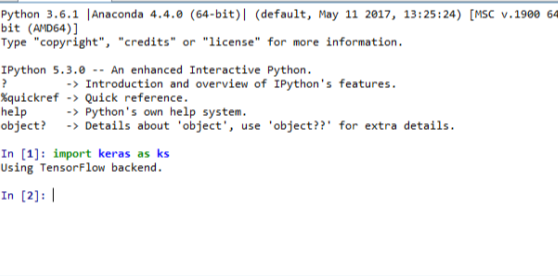 Python 3.6.1 |Anaconda 4.4.0 (64-bit)| (default, May 11 2017, 13:25:24) [MSC v.1900 64
bit (AMD64)]
Type "copyright", "credits" or "license" for more information.
IPython 5.3.0 -- An enhanced Interactive Python.
? -> Introduction and overview of IPython's features.
%quickref -> Quick reference.
help -> Python's own help system.
object? -> Details about 'object', use 'object??' for extra details.
In [1]: import keras as ks
Using TensorFlow backend.
In [2]: